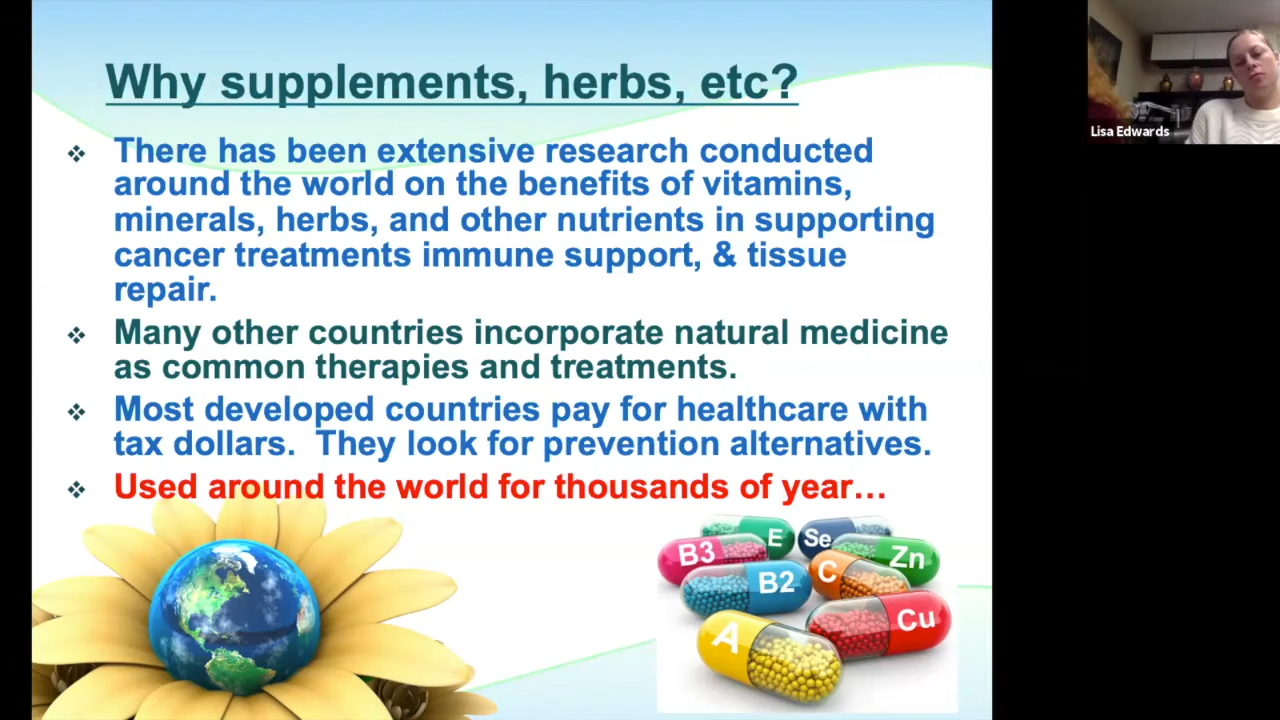 Why supplements, herbs, etc?
There has been extensive research conducted
around the world on the benefits of vitamins,
minerals, herbs, and other nutrients in supporting
cancer treatments immune support, & tissue
repair.
Many other countries incorporate natural medicine
as common therapies and treatments.
Most developed countries pay for healthcare with
tax dollars.  They look for prevention alternatives.
Used around the world for thousands of year…
E
Se
B3
Zn
B2
C
Cu
A
Lisa Edwards